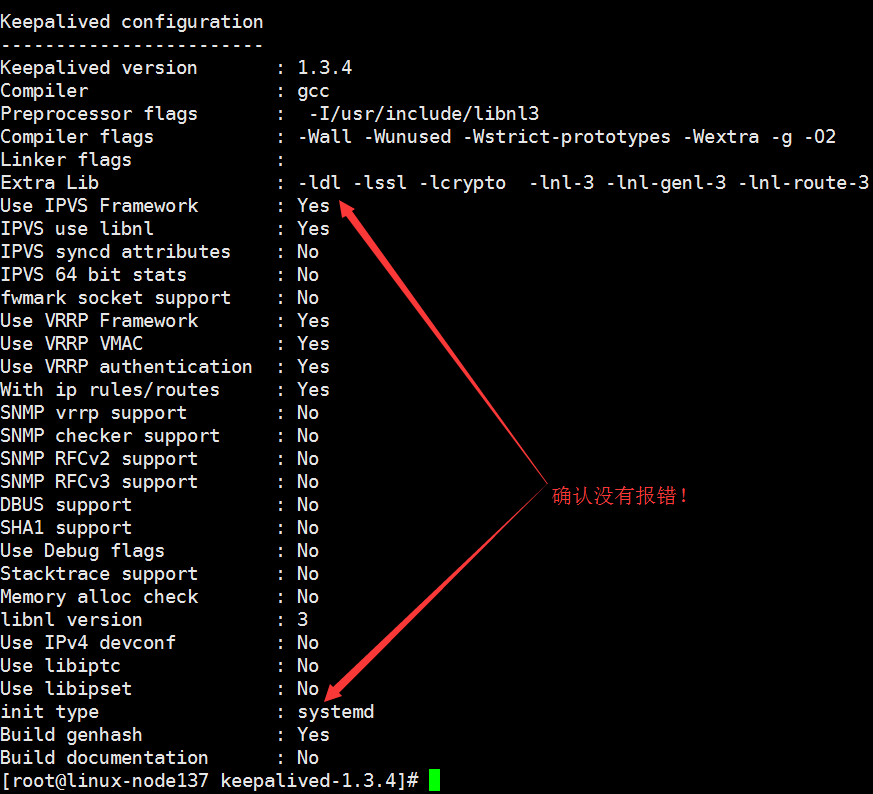 Keepalived configuration
------------------------
Keepalived version       : 1.3.4
Compiler                 : gcc
Preprocessor flags       :  -I/usr/include/libnl3
Compiler flags           : -Wall -Wunused -Wstrict-prototypes -Wextra -g -O2
Linker flags             :
Extra Lib                : -ldl -lssl -lcrypto  -lnl-3 -lnl-genl-3 -lnl-route-3
Use IPVS Framework       : Yes
IPVS use libnl           : Yes
IPVS syncd attributes    : No
IPVS 64 bit stats        : No
fwmark socket support    : No
Use VRRP Framework       : Yes
Use VRRP VMAC            : Yes
Use VRRP authentication  : Yes
With ip rules/routes     : Yes
SNMP vrrp support        : No
SNMP checker support     : No
SNMP RFCv2 support       : No
SNMP RFCv3 support       : No
确认没有报错！
DBUS support             : No
SHA1 support             : No
Use Debug flags          : No
Stacktrace support       : No
Memory alloc check       : No
libnl version            : 3
Use IPv4 devconf         : No
Use libiptc              : No
Use libipset             : No
init type                : systemd
Build genhash            : Yes
Build documentation      : No
[root@linux-node137 keepalived-1.3.4]#